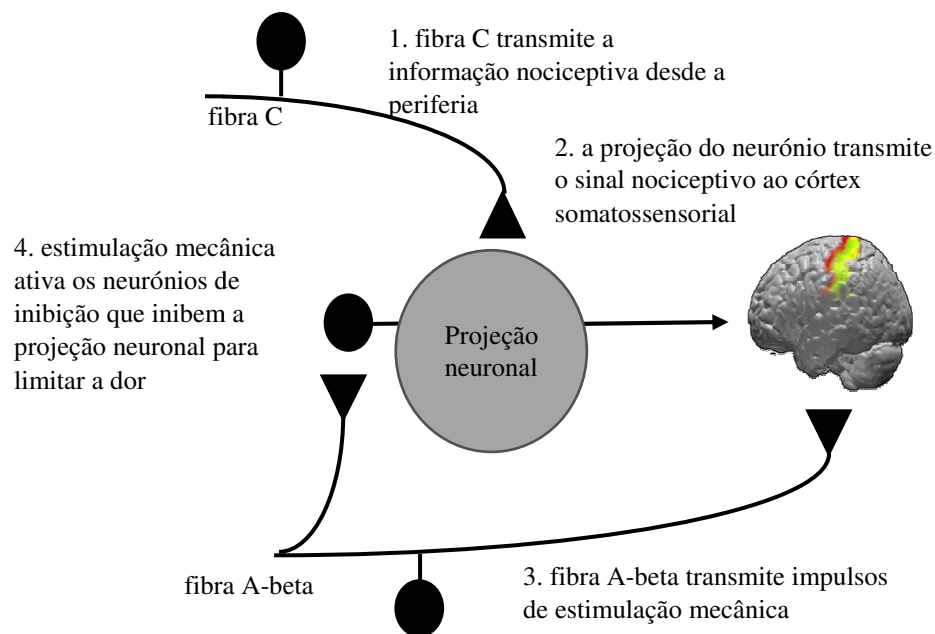 1. fibra C transmite a
informação nociceptiva desde a
periferia
fibra C
2. a projeção do neurónio transmite
o sinal nociceptivo ao córtex
somatossensorial
4. estimulação mecânica
ativa os neurónios de
inibição que inibem a
projeção neuronal para
limitar a dor
Projeção
neuronal
fibra A-beta
3. fibra A-beta transmite impulsos
de estimulação mecânica